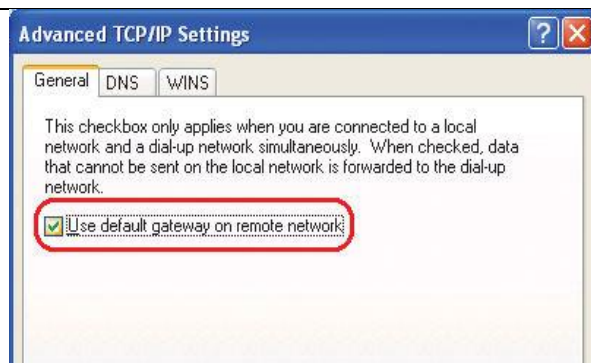 Advanced TCP/IP Settings
General DNS WINS
This checkbox only applies when you are connected to a local
network and a dial-up network simultaneously. When checked, data
that cannot be sent on the local network is forwarded to the dial-up
network.
Use default gateway on remote network